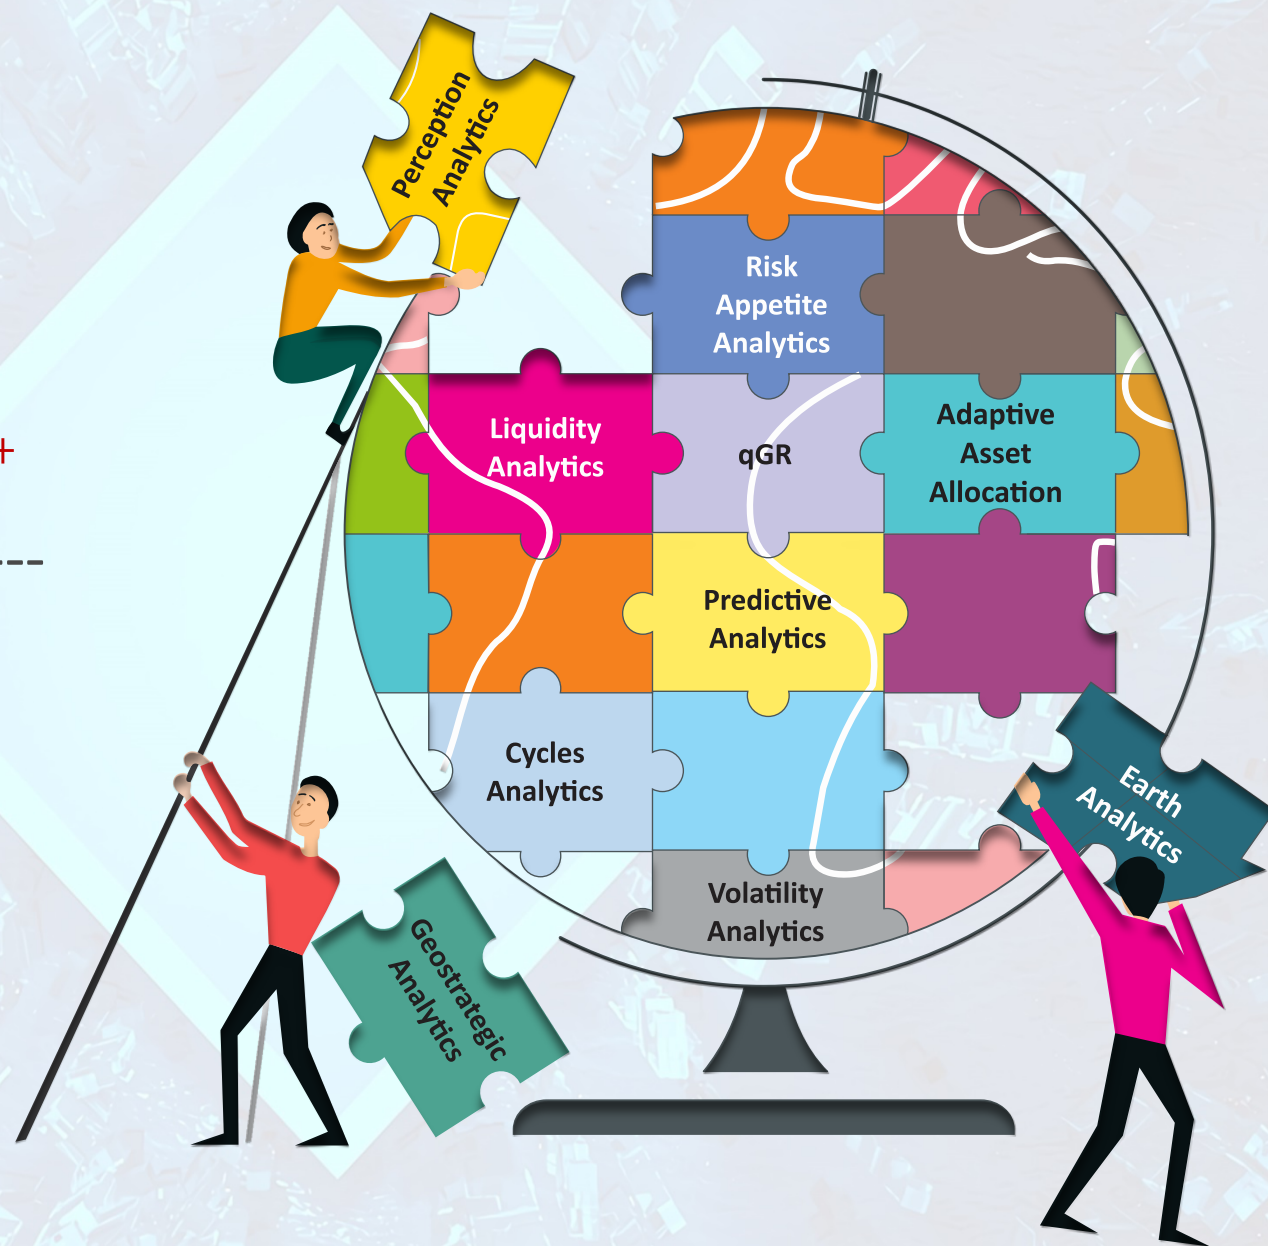 Perception
Analytics
Risk
Appetite
Analytics
Liquidity
Analytics
qGR
Adaptive
Asset
Allocation
+
Predictive
Analytics
Cycles
Analytics
Earth
Analytics
Volatility
Analytics
Geostrategic
Analytics